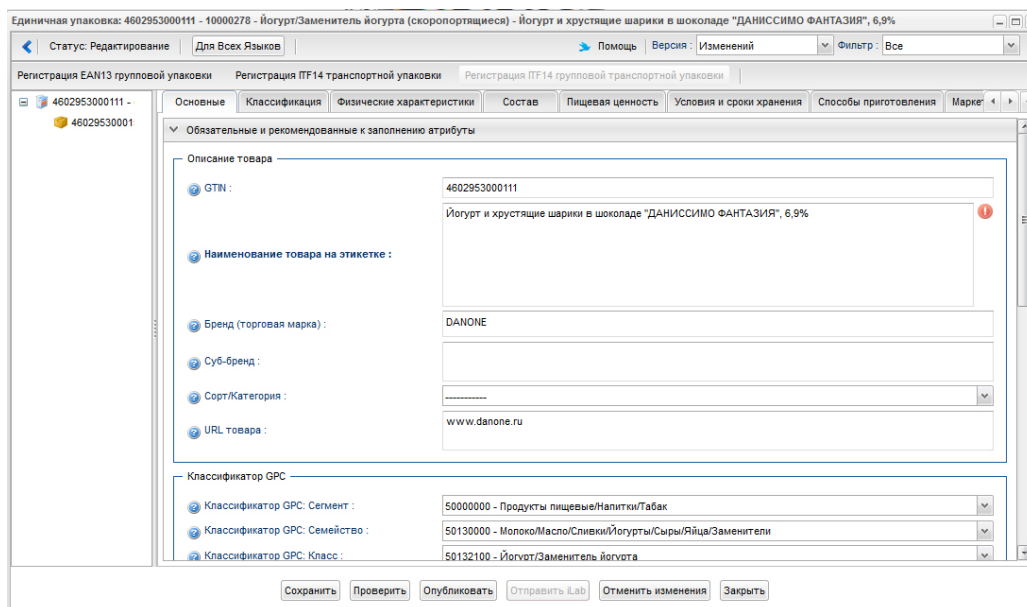 Единичная упаковка: 4602953000111 - 10000278 - Йогурт/Заменитель йогурта (скоропортящиеся) - Йогурт и хрустящие шарики в шоколаде "ДАНИССИМО ФАНТАЗИЯ", 6,9%
Статус: Редактирование Для Всех Языков Помощь Версия : Изменений Фильтр : Все
Регистрация EAN13 групповой упаковки Регистрация ITF14 транспортной упаковки Регистрация ITF14 групповой транспортной упаковки
4602953000111 -
46029530001
Основные Классификация Физические характеристики Состав Пищевая ценность Условия и сроки хранения Способы приготовления Маркет
Обязательные и рекомендованные к заполнению атрибуты
Описание товара
GTIN : 4602953000111
Йогурт и хрустящие шарики в шоколаде "ДАНИССИМО ФАНТАЗИЯ", 6,9%
Наименование товара на этикетке :
Бренд (торговая марка) : DANONE
Суб-бренд :
Сорт/Категория : -----------
URL товара : www.danone.ru
Классификатор GPC
Классификатор GPC: Сегмент : 50000000 - Продукты пищевые/Напитки/Табак
Классификатор GPC: Семейство : 50130000 - Молоко/Масло/Сливки/Йогурты/Сыры/Яйца/Заменители
Классификатор GPC: Класс : 50132100 - Йогурт/Заменитель йогурта
Сохранить Проверить Опубликовать Отправить iLab Отменить изменения Закрыть